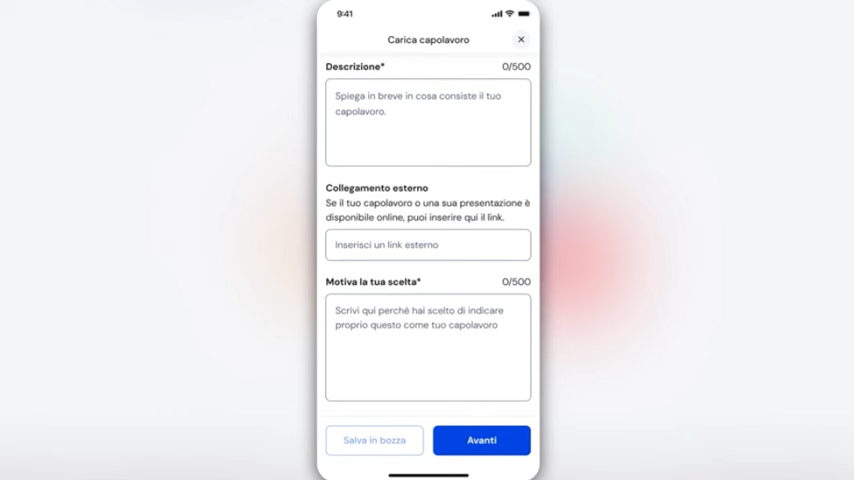 9:41
Carica capolavoro
Descrizione* 0/500
Spiega in breve in cosa consiste il tuo
capolavoro.
Collegamento esterno
Se il tuo capolavoro o una sua presentazione è
disponibile online, puoi inserire qui il link.
Inserisci un link esterno
Motiva la tua scelta* 0/500
Scrivi qui perché hai scelto di indicare
proprio questo come tuo capolavoro
Salva in bozza Avanti